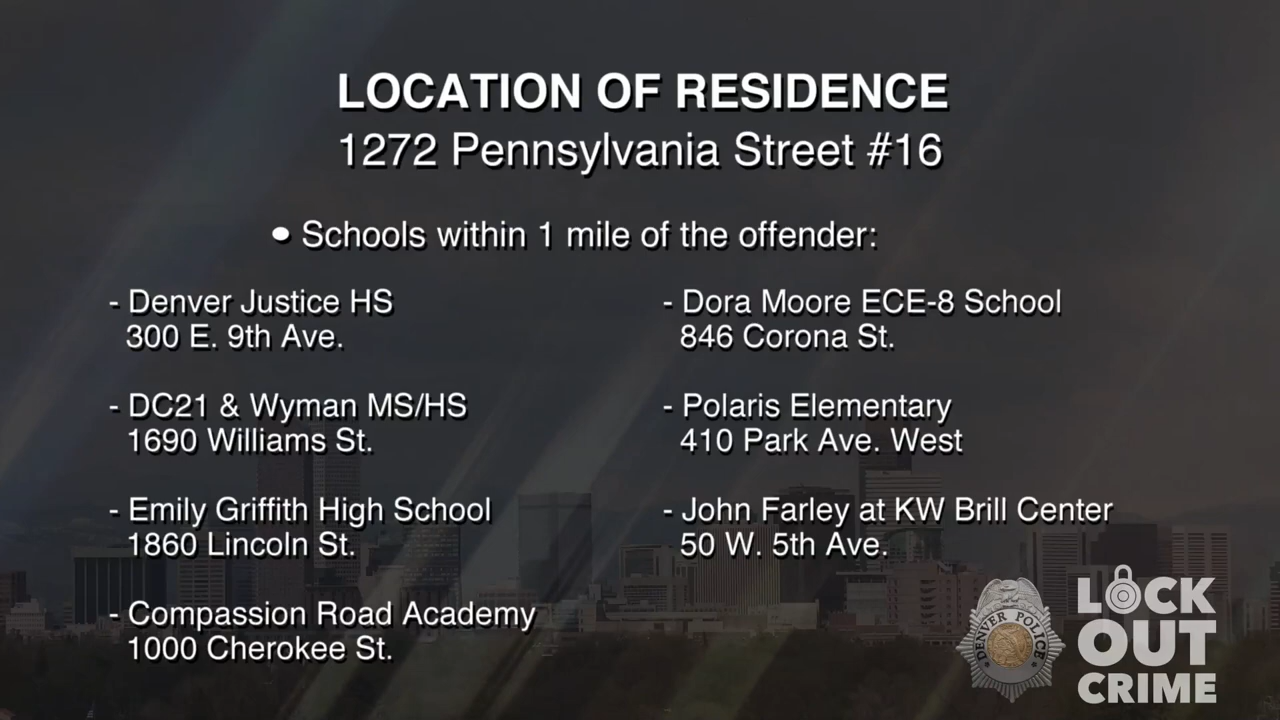 LOCATION OF RESIDENCE
1272 Pennsylvania Street #16
• Schools within 1 mile of the offender:
- Denver Justice HS
300 E. 9th Ave.
- DC21 & Wyman MS/HS
1690 Williams St.
- Emily Griffith High School
1860 Lincoln St.
- Compassion Road Academy
1000 Cherokee St.
- Dora Moore ECE-8 School
846 Corona St.
- Polaris Elementary
410 Park Ave. West
- John Farley at KW Brill Center
50 W. 5th Ave.
DENVER POLICE
LOCK
OUT
CRIME